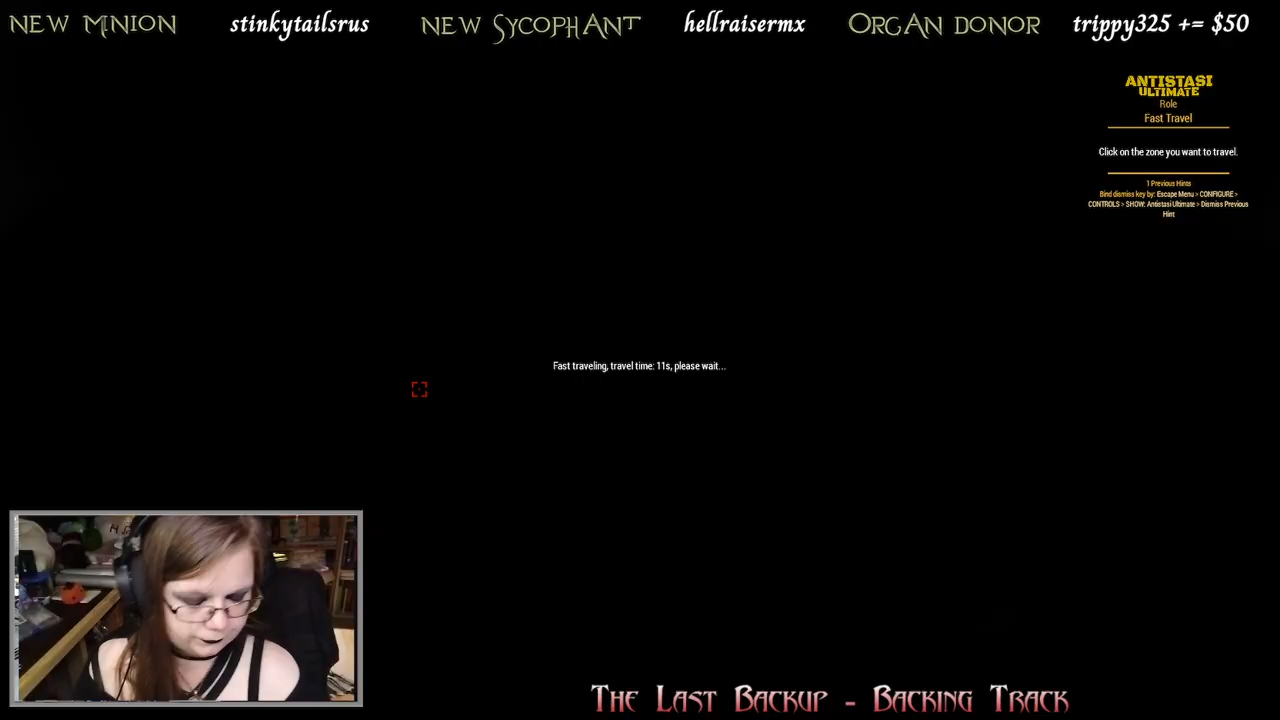 NEW MINION stinkytailsrus NEW SYCOPHANT hellraisermx ORGAN DONOR trippy325 += $50
ANTISTASI
ULTIMATE
Role
Fast Travel
Click on the zone you want to travel.
1 Previous Hints
Bind dismiss key by: Escape Menu > CONFIGURE >
CONTROLS > SHOW: Antistasi Ultimate > Dismiss Previous
Hint
Fast traveling, travel time: 11s, please wait...
The Last Backup - Backing Track